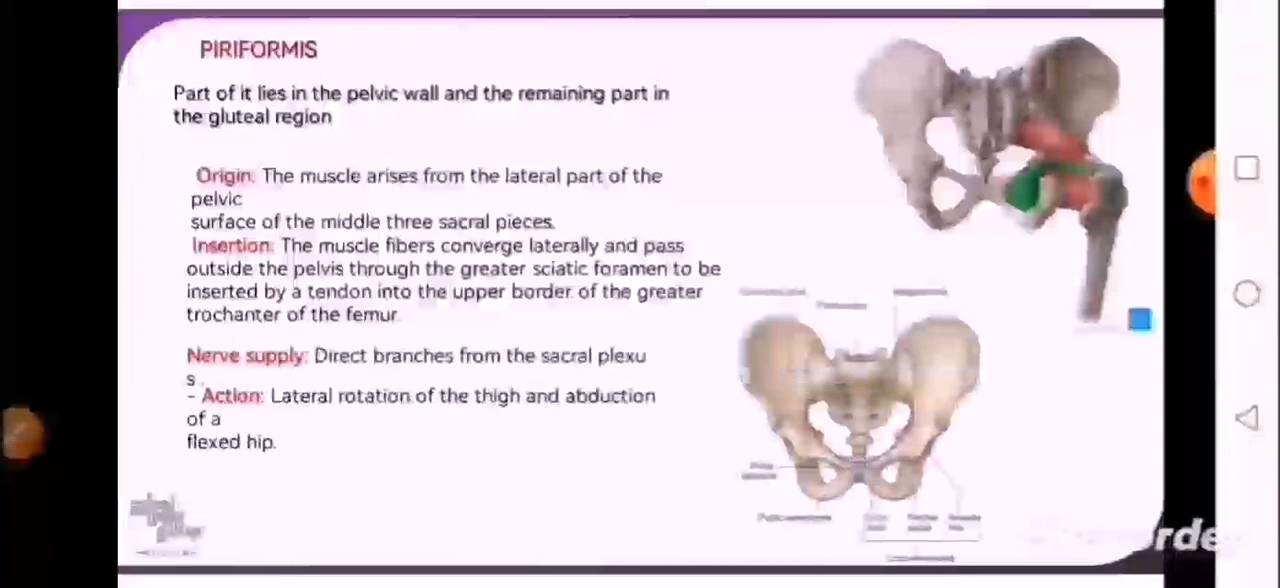 PIRIFORMIS
Part of it lies in the pelvic wall and the remaining part in
the gluteal region
Origin: The muscle arises from the lateral part of the
pelvic
surface of the middle three sacral pieces.
Insertion: The muscle fibers converge laterally and pass
outside the pelvis through the greater sciatic foramen to be
inserted by a tendon into the upper border of the greater
trochanter of the femur.
Nerve supply: Direct branches from the sacral plexu
s.
- Action: Lateral rotation of the thigh and abduction
of a
flexed hip.